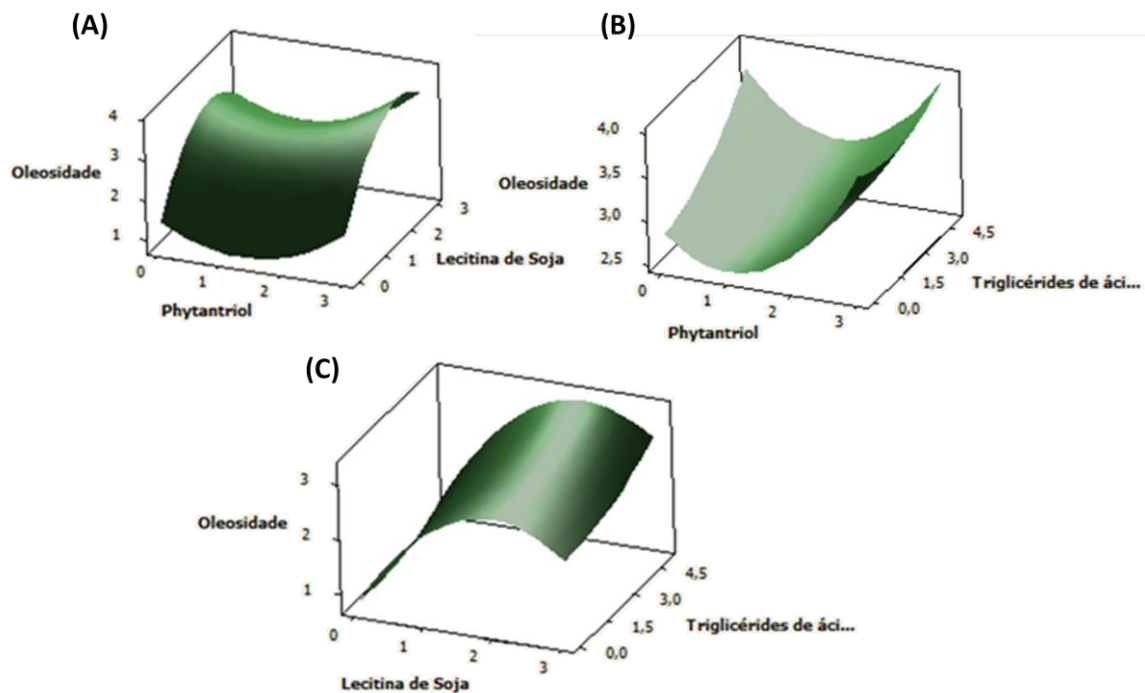 (A)
4
3
Oleosidade
2
1
0
1
2
3
Phytantriol
3
2
1
0
Lecitina de Soja
(B)
4,0
3,5
Oleosidade
3,0
2,5
0
1
2
3
Phytantriol
4,5
3,0
1,5
0,0
Triglicérides de áci...
(C)
3
Oleosidade
2
1
0
1
2
3
Lecitina de Soja
4,5
3,0
1,5
0,0
Triglicérides de áci...